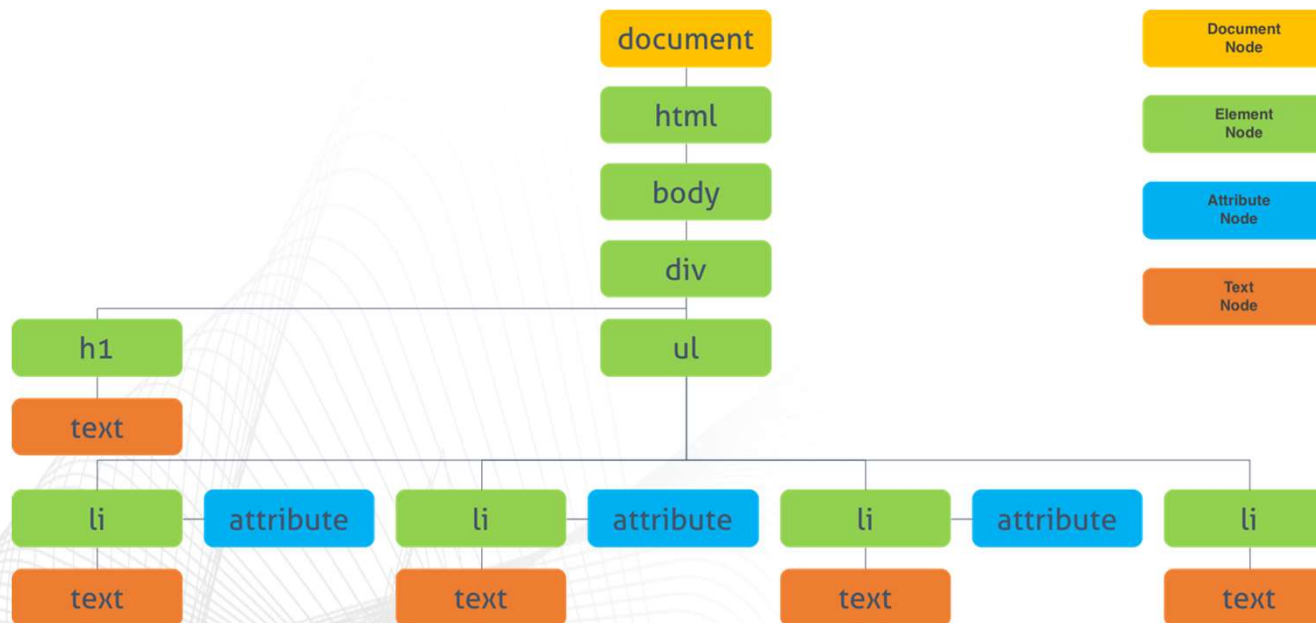 document
Document
Node
html
Element
Node
body
Attribute
Node
div
Text
Node
h1
ul
text
li
attribute
li
attribute
li
attribute
li
text
text
text
text